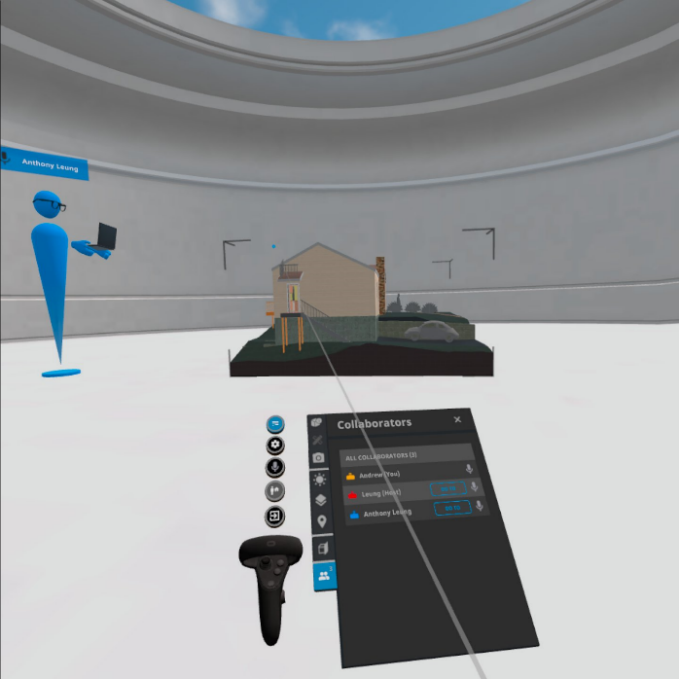 Anthony Leung
Collaborators
ALL COLLABORATORS (3)
Andrew (You)
Leung (Host)
Anthony Leung